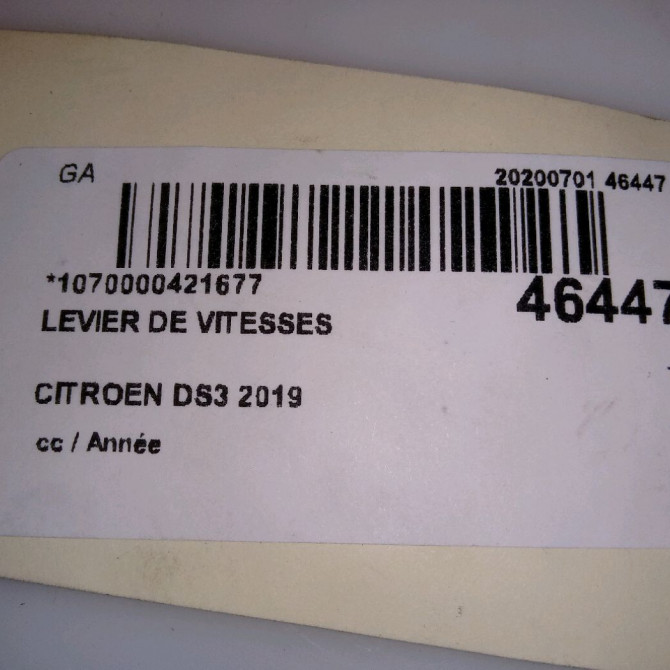 GA 20200701 46447
*1070000421677 46447
LEVIER DE VITESSES
CITROEN DS3 2019
cc / Année